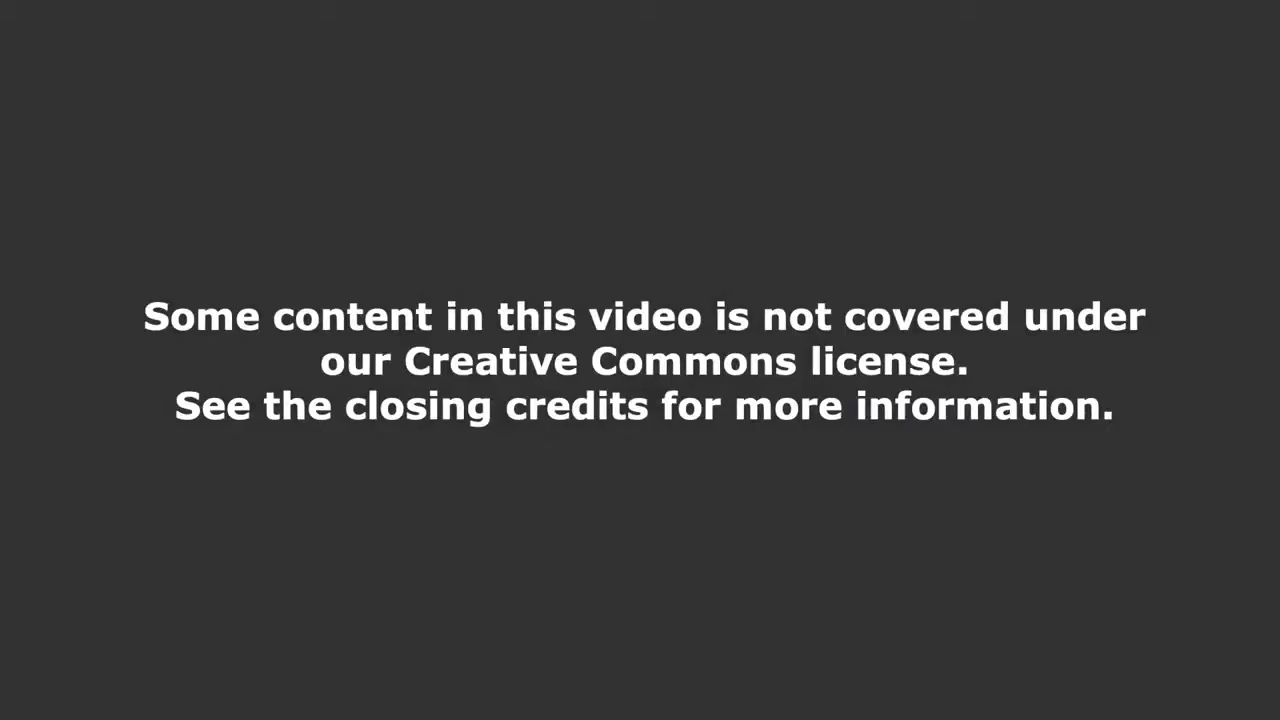 Some content in this video is not covered under
our Creative Commons license.
See the closing credits for more information.